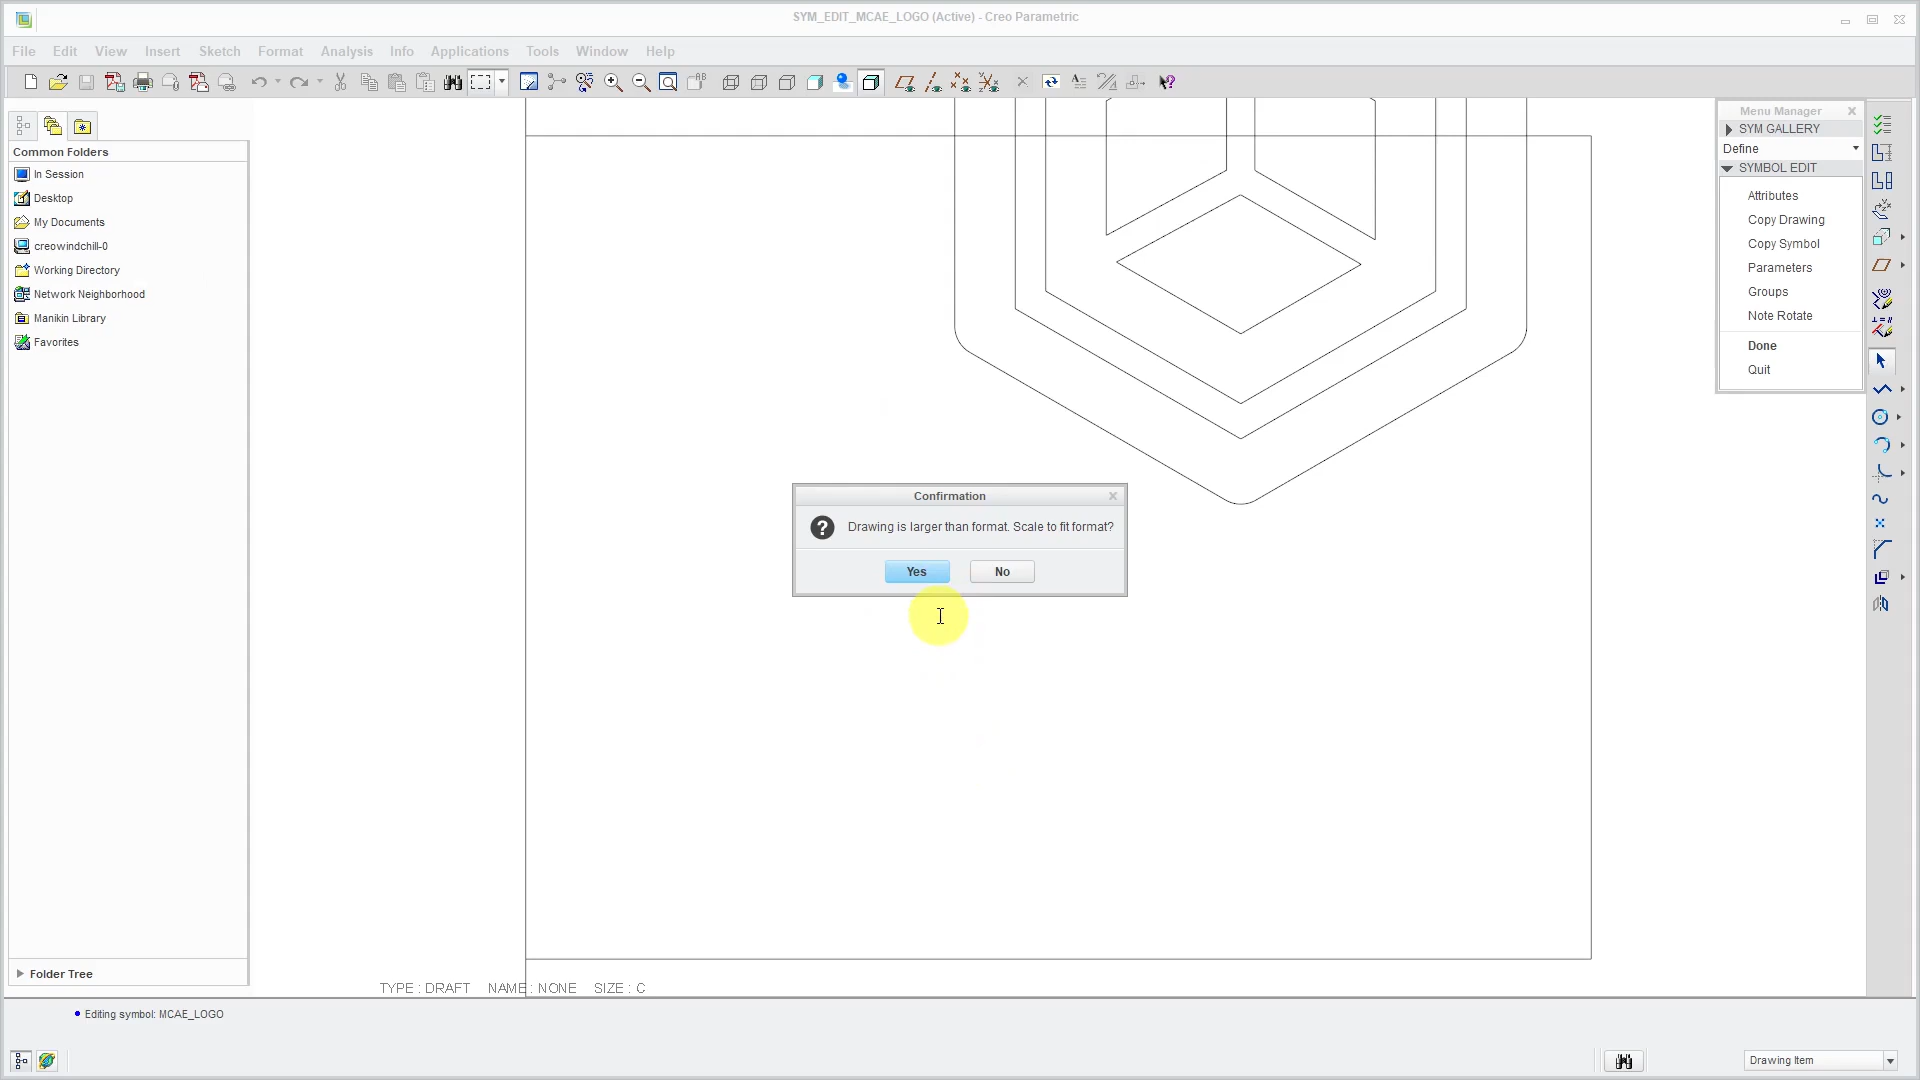 SYM_EDIT_MCAE_LOGO (Active) - Creo Parametric
File Edit View Insert Sketch Format Analysis Info Applications Tools Window Help
Common Folders
In Session
Desktop
My Documents
creowindchill-0
Working Directory
Network Neighborhood
Manikin Library
Favorites
Folder Tree
Menu Manager
SYM GALLERY
Define
SYMBOL EDIT
Attributes
Copy Drawing
Copy Symbol
Parameters
Groups
Note Rotate
Done
Quit
Confirmation
Drawing is larger than format. Scale to fit format?
Yes No
TYPE : DRAFT NAME : NONE SIZE : C
Editing symbol: MCAE_LOGO
Drawing Item